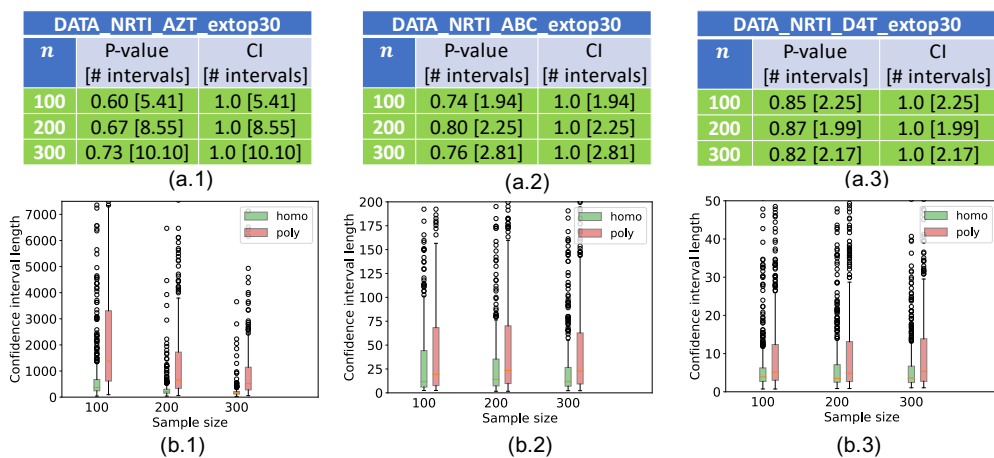 DATA_NRTI_AZT_extop30
n P-value CI
[# intervals] [# intervals]
100 0.60 [5.41] 1.0 [5.41]
200 0.67 [8.55] 1.0 [8.55]
300 0.73 [10.10] 1.0 [10.10]
(a.1)
DATA_NRTI_ABC_extop30
n P-value CI
[# intervals] [# intervals]
100 0.74 [1.94] 1.0 [1.94]
200 0.80 [2.25] 1.0 [2.25]
300 0.76 [2.81] 1.0 [2.81]
(a.2)
DATA_NRTI_D4T_extop30
n P-value CI
[# intervals] [# intervals]
100 0.85 [2.25] 1.0 [2.25]
200 0.87 [1.99] 1.0 [1.99]
300 0.82 [2.17] 1.0 [2.17]
(a.3)
Confidence interval length
7000
6000
5000
4000
3000
2000
1000
0
homo
poly
100 200 300
Sample size
(b.1)
Confidence interval length
200
175
150
125
100
75
50
25
0
homo
poly
100 200 300
Sample size
(b.2)
Confidence interval length
50
40
30
20
10
0
homo
poly
100 200 300
Sample size
(b.3)